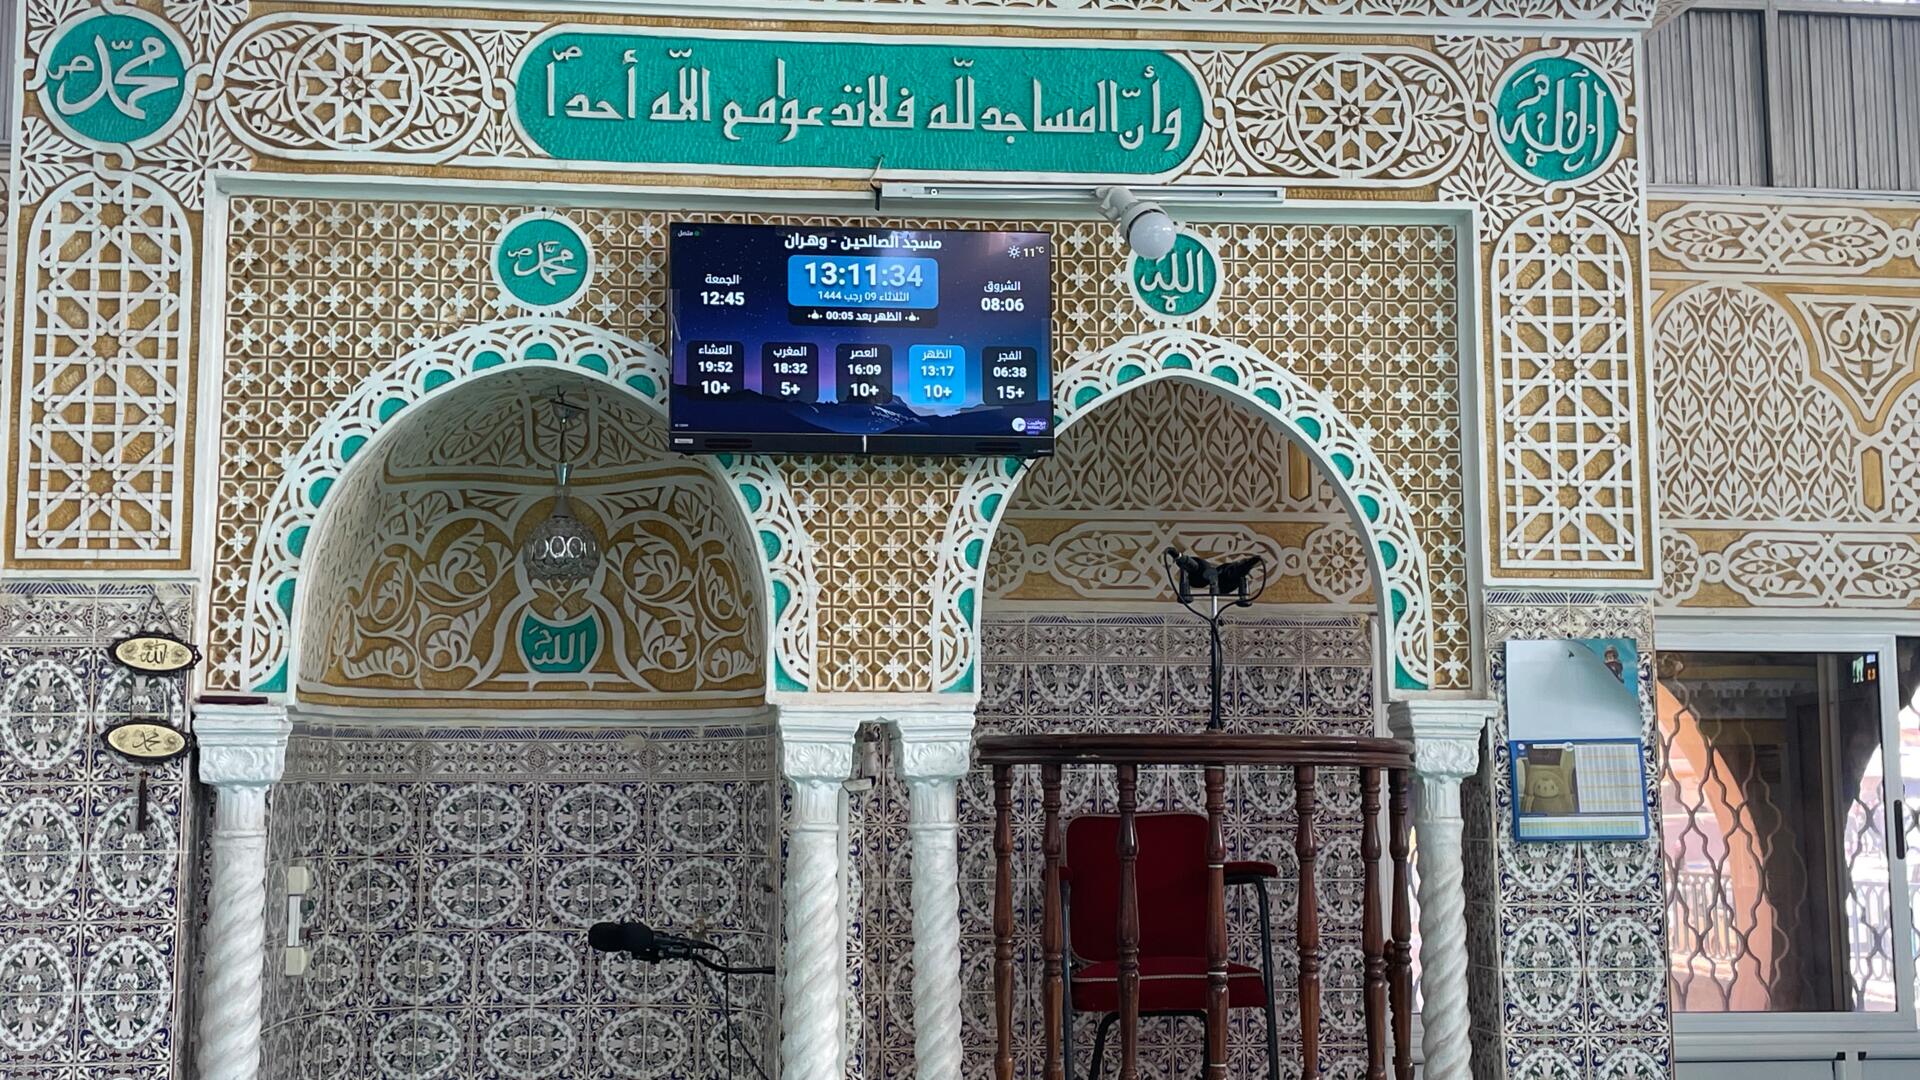 محمد ص
وأنّ المساجد لله فلا تدعوا مع الله أحداً
الله
محمد ص
الله
متصل
مسجد الصالحين - وهران
11°C
13:11:34
الثلاثاء 09 رجب 1444
الظهر بعد 00:05
الجمعة
12:45
الشروق
08:06
الفجر
06:38
15+
الظهر
13:17
10+
العصر
16:09
10+
المغرب
18:32
5+
العشاء
19:52
10+
الله
الله
محمد